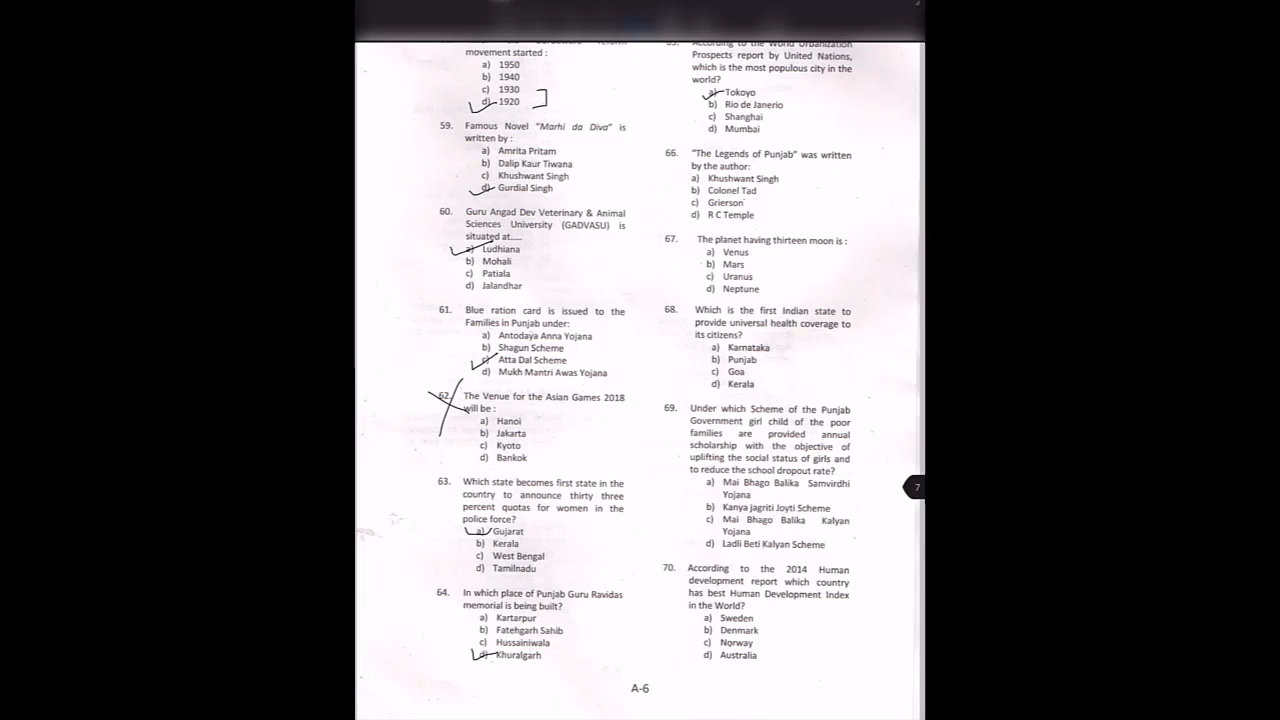 movement started :
a) 1950
b) 1940
c) 1930
d) 1920
59. Famous Novel "Marhi da Diva" is
written by :
a) Amrita Pritam
b) Dalip Kaur Tiwana
c) Khushwant Singh
d) Gurdial Singh
60. Guru Angad Dev Veterinary & Animal
Sciences University (GADVASU) is
situated at.....
a) Ludhiana
b) Mohali
c) Patiala
d) Jalandhar
61. Blue ration card is issued to the
Families in Punjab under:
a) Antodaya Anna Yojana
b) Shagun Scheme
c) Atta Dal Scheme
d) Mukh Mantri Awas Yojana
62. The Venue for the Asian Games 2018
will be :
a) Hanoi
b) Jakarta
c) Kyoto
d) Bankok
63. Which state becomes first state in the
country to announce thirty three
percent quotas for women in the
police force?
a) Gujarat
b) Kerala
c) West Bengal
d) Tamilnadu
64. In which place of Punjab Guru Ravidas
memorial is being built?
a) Kartarpur
b) Fatehgarh Sahib
c) Hussainiwala
d) Khuralgarh
According to the World Urbanization
Prospects report by United Nations,
which is the most populous city in the
world?
a) Tokoyo
b) Rio de Janerio
c) Shanghai
d) Mumbai
66. "The Legends of Punjab" was written
by the author:
a) Khushwant Singh
b) Colonel Tad
c) Grierson
d) R C Temple
67. The planet having thirteen moon is :
a) Venus
b) Mars
c) Uranus
d) Neptune
68. Which is the first Indian state to
provide universal health coverage to
its citizens?
a) Karnataka
b) Punjab
c) Goa
d) Kerala
69. Under which Scheme of the Punjab
Government girl child of the poor
families are provided annual
scholarship with the objective of
uplifting the social status of girls and
to reduce the school dropout rate?
a) Mai Bhago Balika Samvirdhi
Yojana
b) Kanya jagriti Joyti Scheme
c) Mai Bhago Balika Kalyan
Yojana
d) Ladli Beti Kalyan Scheme
70. According to the 2014 Human
development report which country
has best Human Development Index
in the World?
a) Sweden
b) Denmark
c) Norway
d) Australia
7
A-6